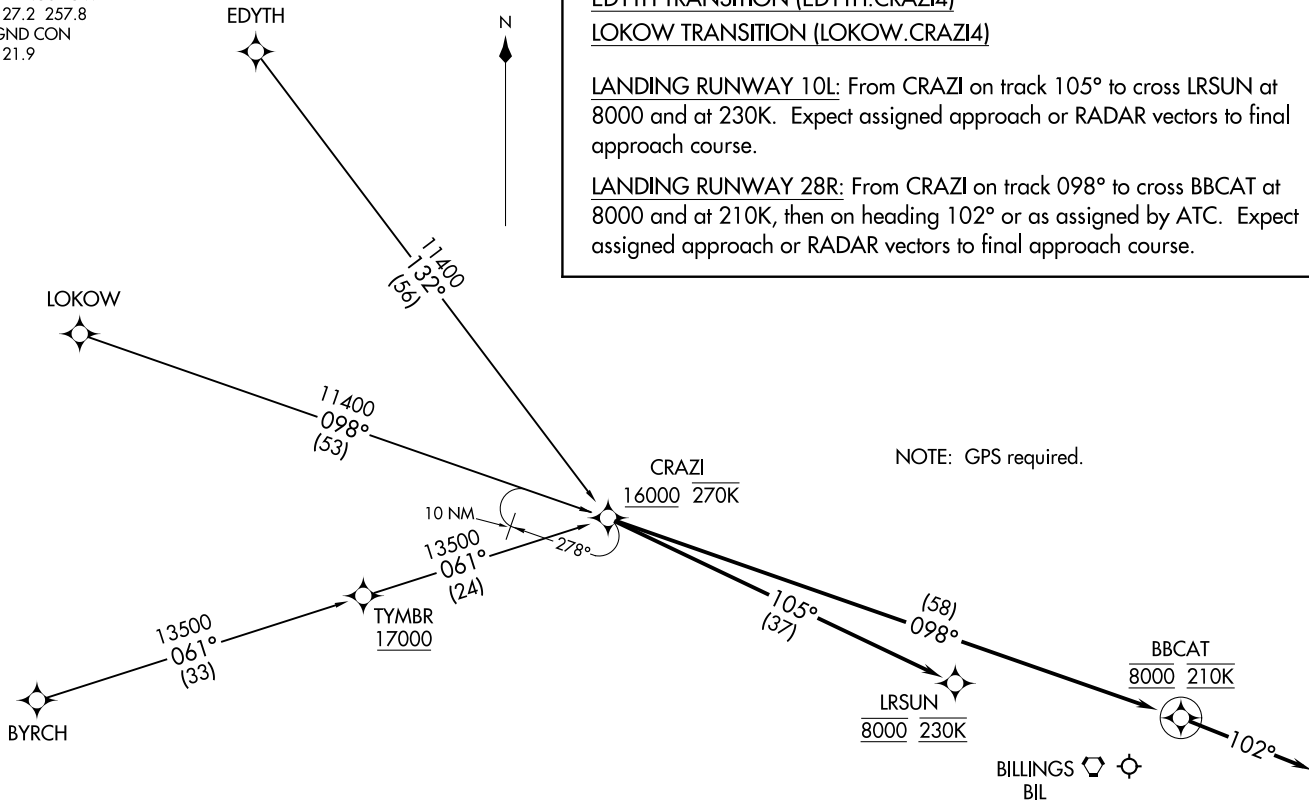 27.2 257.8
GND CON
21.9
EDYTH
N
EDYTH TRANSITION (EDYTH.CRAZI4)
LOKOW TRANSITION (LOKOW.CRAZI4)
LANDING RUNWAY 10L: From CRAZI on track 105° to cross LRSUN at
8000 and at 230K. Expect assigned approach or RADAR vectors to final
approach course.
LANDING RUNWAY 28R: From CRAZI on track 098° to cross BBCAT at
8000 and at 210K, then on heading 102° or as assigned by ATC. Expect
assigned approach or RADAR vectors to final approach course.
11400
132°
(56)
LOKOW
11400
098°
(53)
NOTE: GPS required.
CRAZI
16000 270K
10 NM
278°
13500
061°
(24)
TYMBR
17000
13500
061°
(33)
BYRCH
105°
(37)
(58)
098°
LRSUN
8000 230K
BBCAT
8000 210K
102°
BILLINGS
BIL